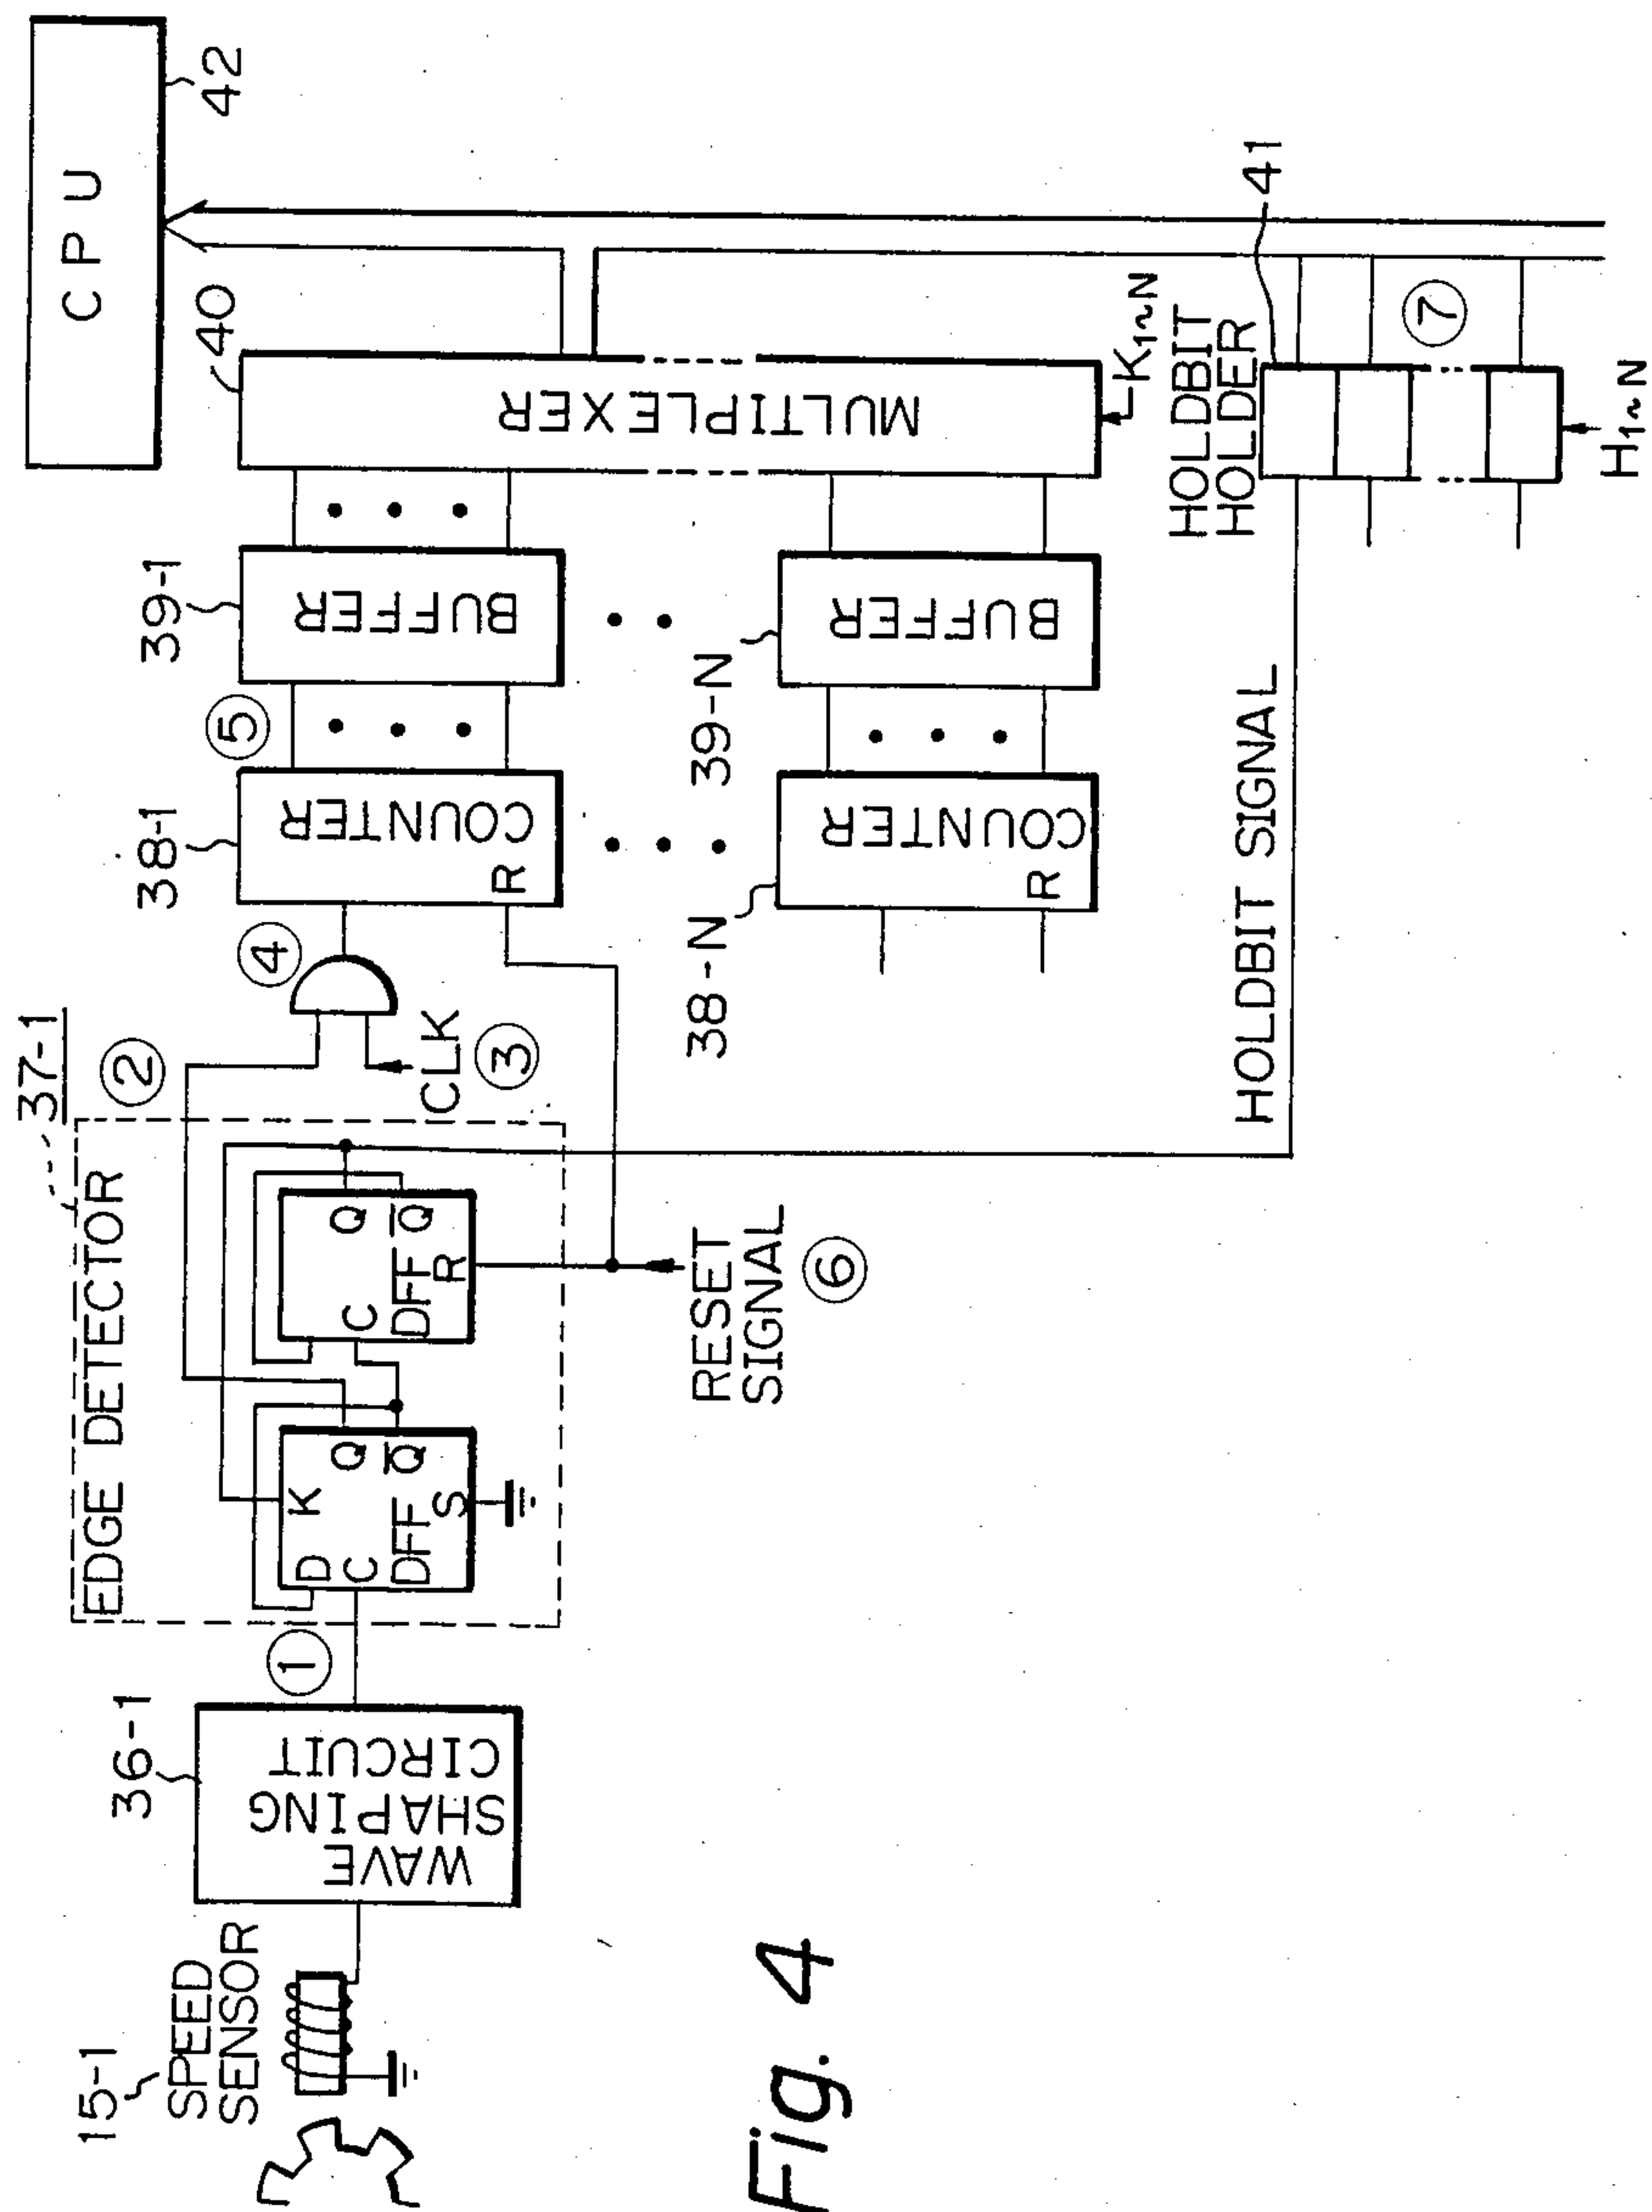 15-1
SPEED
SENSOR
36-1
WAVE
SHAPING
CIRCUIT
①
37-1
EDGE DETECTOR
D
C
K
DFF
S
Q
Q̅
C
DFF
R
Q
Q̅
②
CLK
③
④
RESET
SIGNAL
⑥
38-1
COUNTER
R
⑤
39-1
BUFFER
40
MULTIPLEXER
K1~N
CPU
42
38-N
COUNTER
R
39-N
BUFFER
HOLDBIT SIGNAL
HOLDBIT
HOLDER
41
⑦
H1~N
Fig. 4